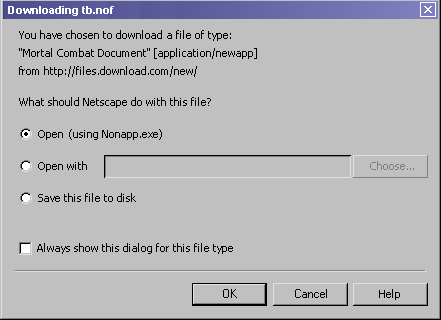 Downloading tb.nof
You have chosen to download a file of type:
"Mortal Combat Document" [application/newapp]
from http://files.download.com/new/
What should Netscape do with this file?
Open (using Nonapp.exe)
Open with Choose...
Save this file to disk
Always show this dialog for this file type
OK Cancel Help